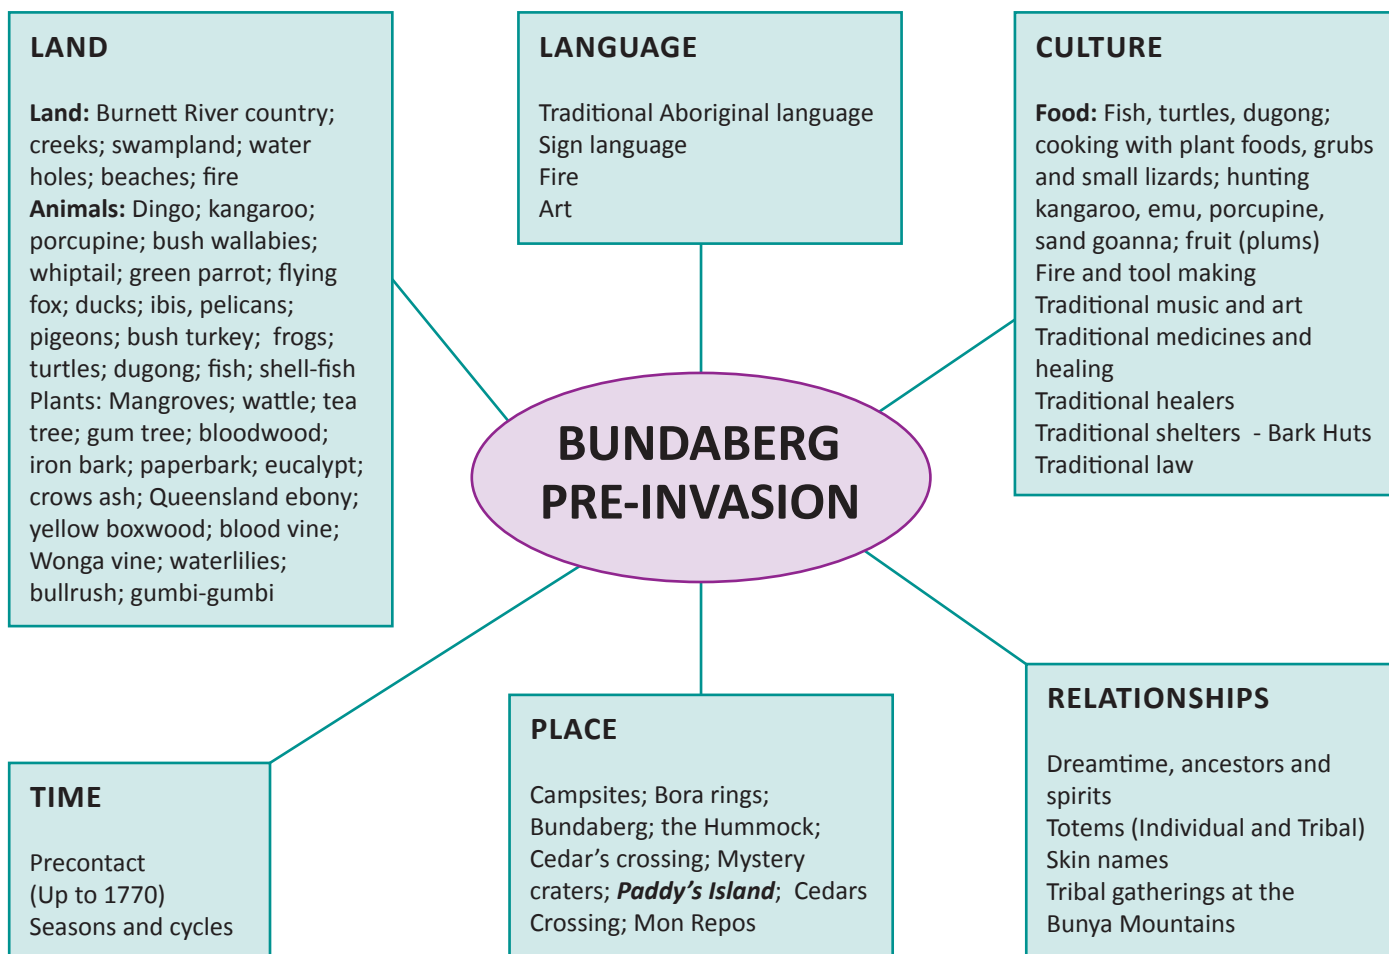 LAND
Land: Burnett River country;
creeks; swampland; water
holes; beaches; fire
Animals: Dingo; kangaroo;
porcupine; bush wallabies;
whiptail; green parrot; flying
fox; ducks; ibis, pelicans;
pigeons; bush turkey;  frogs;
turtles; dugong; fish; shell-fish
Plants: Mangroves; wattle; tea
tree; gum tree; bloodwood;
iron bark; paperbark; eucalypt;
crows ash; Queensland ebony;
yellow boxwood; blood vine;
Wonga vine; waterlilies;
bullrush; gumbi-gumbi
LANGUAGE
Traditional Aboriginal language
Sign language
Fire
Art
CULTURE
Food: Fish, turtles, dugong;
cooking with plant foods, grubs
and small lizards; hunting
kangaroo, emu, porcupine,
sand goanna; fruit (plums)
Fire and tool making
Traditional music and art
Traditional medicines and
healing
Traditional healers
Traditional shelters  - Bark Huts
Traditional law
BUNDABERG
PRE-INVASION
TIME
Precontact
(Up to 1770)
Seasons and cycles
PLACE
Campsites; Bora rings;
Bundaberg; the Hummock;
Cedar’s crossing; Mystery
craters; Paddy’s Island;  Cedars
Crossing; Mon Repos
RELATIONSHIPS
Dreamtime, ancestors and
spirits
Totems (Individual and Tribal)
Skin names
Tribal gatherings at the
Bunya Mountains